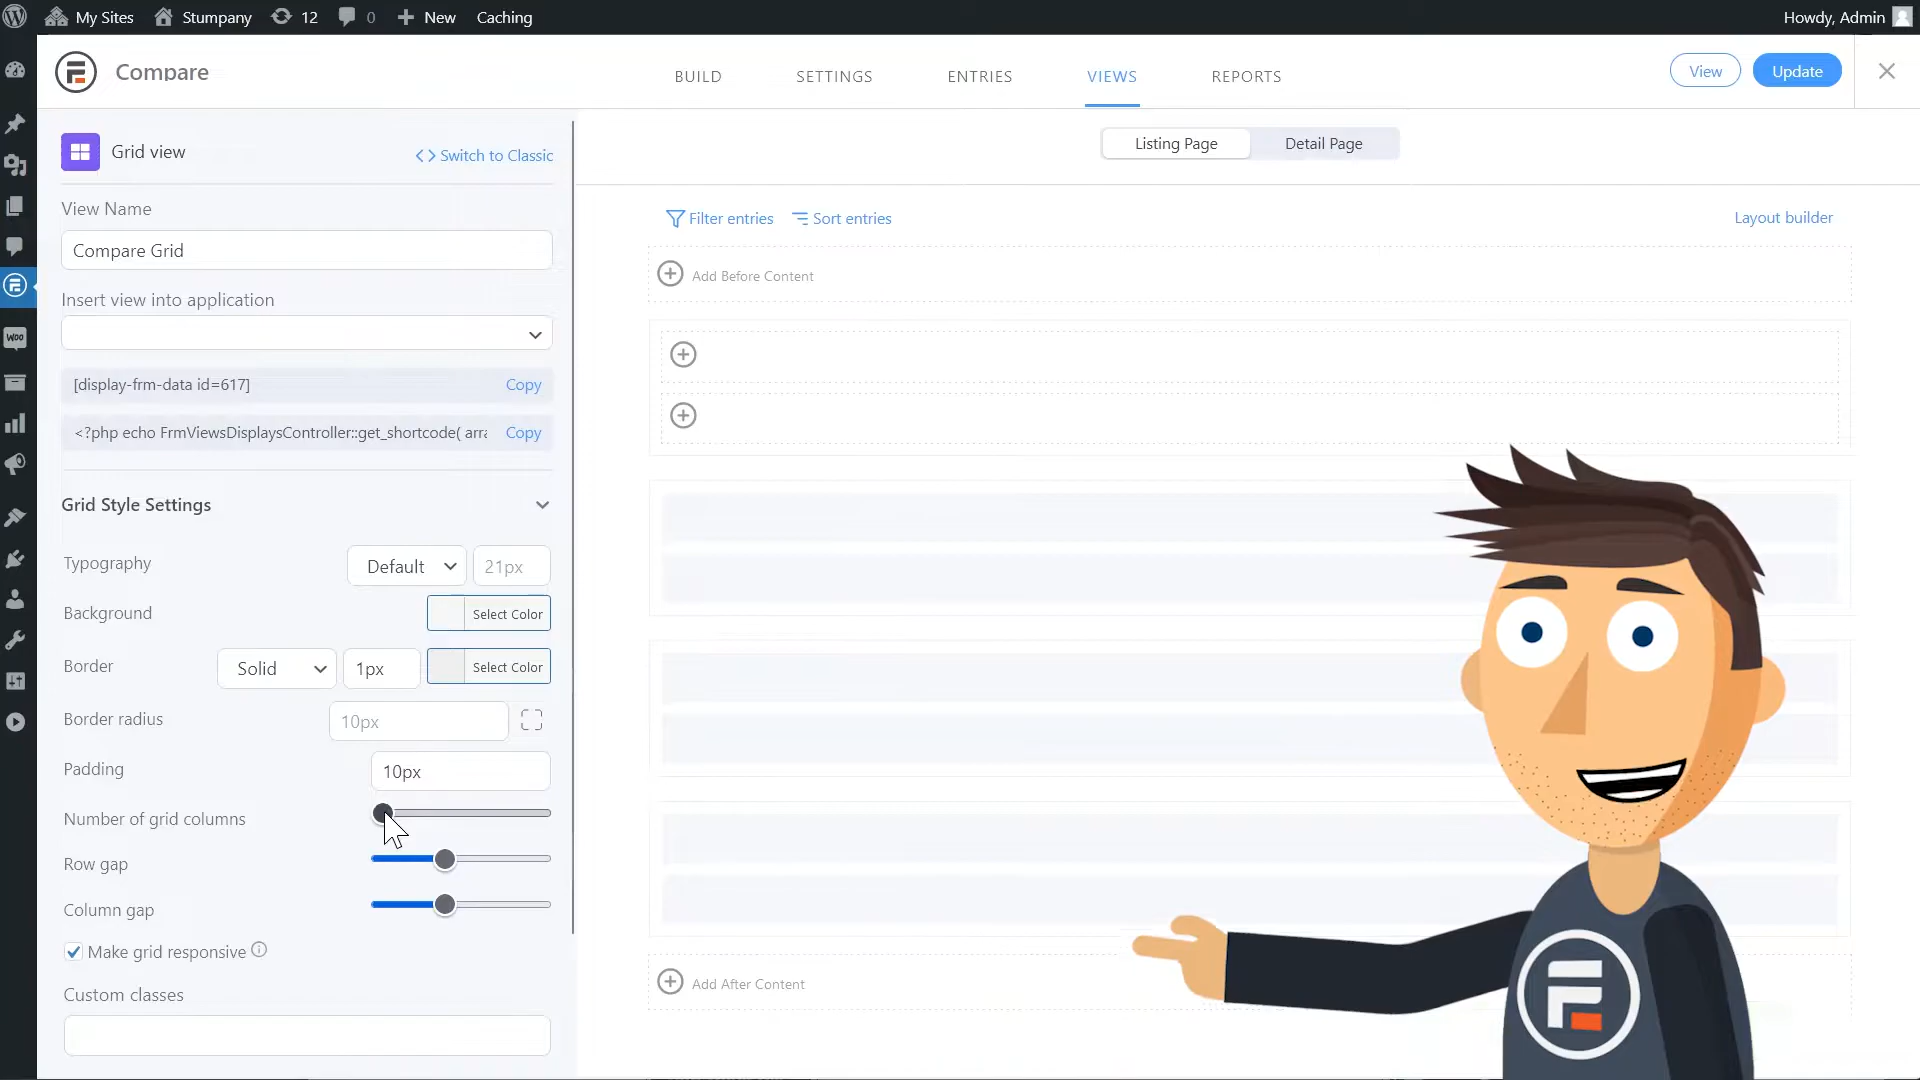 My Sites Stumpany 12 0 New Caching Howdy, Admin
Compare BUILD SETTINGS ENTRIES VIEWS REPORTS View Update
Grid view Switch to Classic
Listing Page Detail Page
View Name
Filter entries Sort entries Layout builder
Compare Grid
Add Before Content
Insert view into application
[display-frm-data id=617] Copy
<?php echo FrmViewsDisplaysController::get_shortcode( arra Copy
Grid Style Settings
Typography Default 21px
Background Select Color
Border Solid 1px Select Color
Border radius 10px
Padding 10px
Number of grid columns
Row gap
Column gap
Make grid responsive
Add After Content
Custom classes
WOO